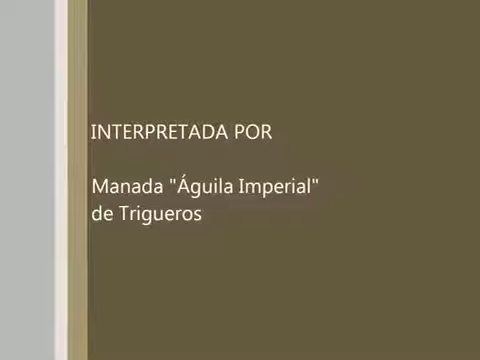 INTERPRETADA POR
Manada "Águila Imperial"
de Trigueros